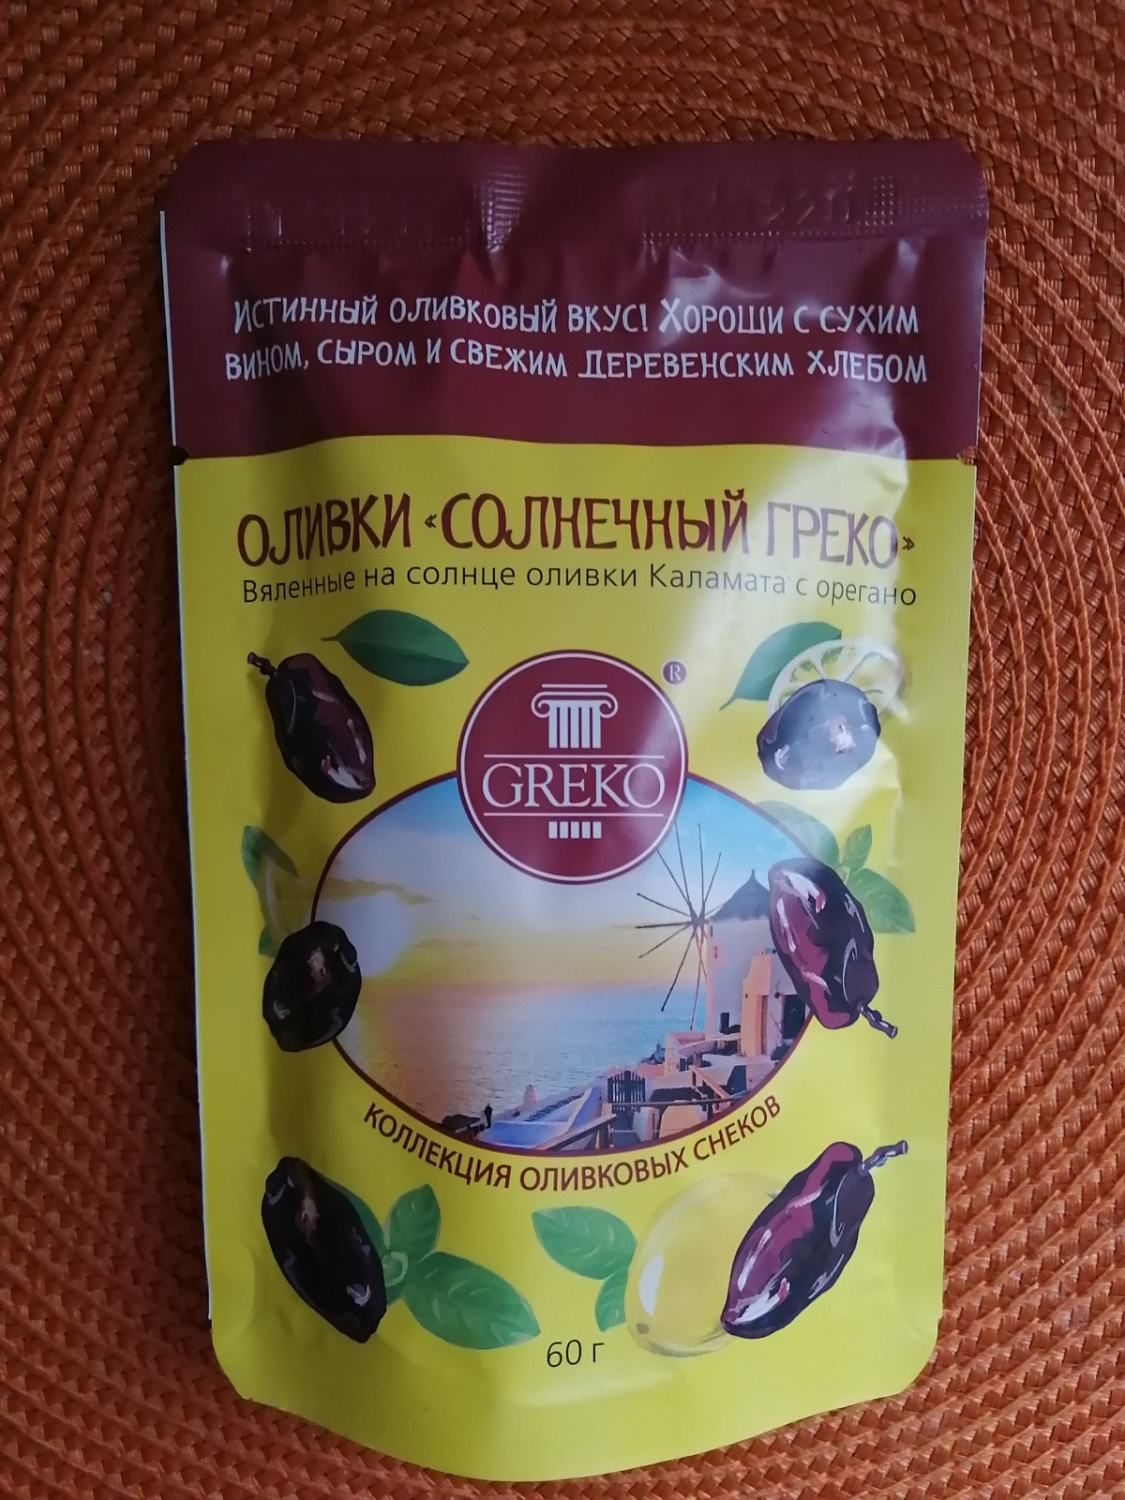 Истинный оливковый вкус! Хороши с сухим
вином, сыром и свежим деревенским хлебом
ОЛИВКИ «СОЛНЕЧНЫЙ ГРЕКО»
Вяленные на солнце оливки Каламата с орегано
®
GREKO
КОЛЛЕКЦИЯ ОЛИВКОВЫХ СНЕКОВ
60 г